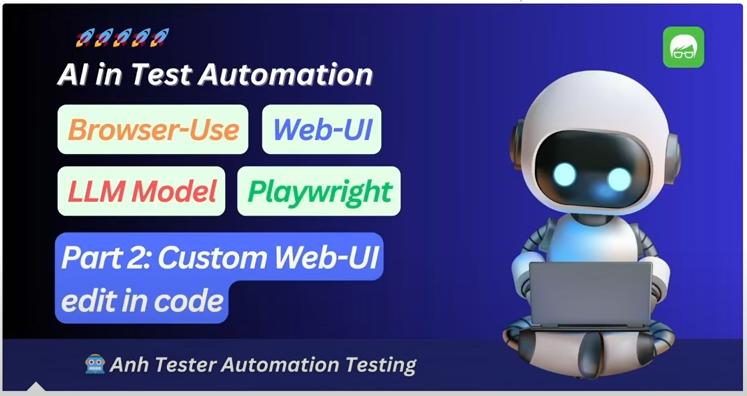 🚀🚀🚀🚀🚀
AI in Test Automation
Browser-Use Web-UI
LLM Model Playwright
Part 2: Custom Web-UI
edit in code
🤖 Anh Tester Automation Testing